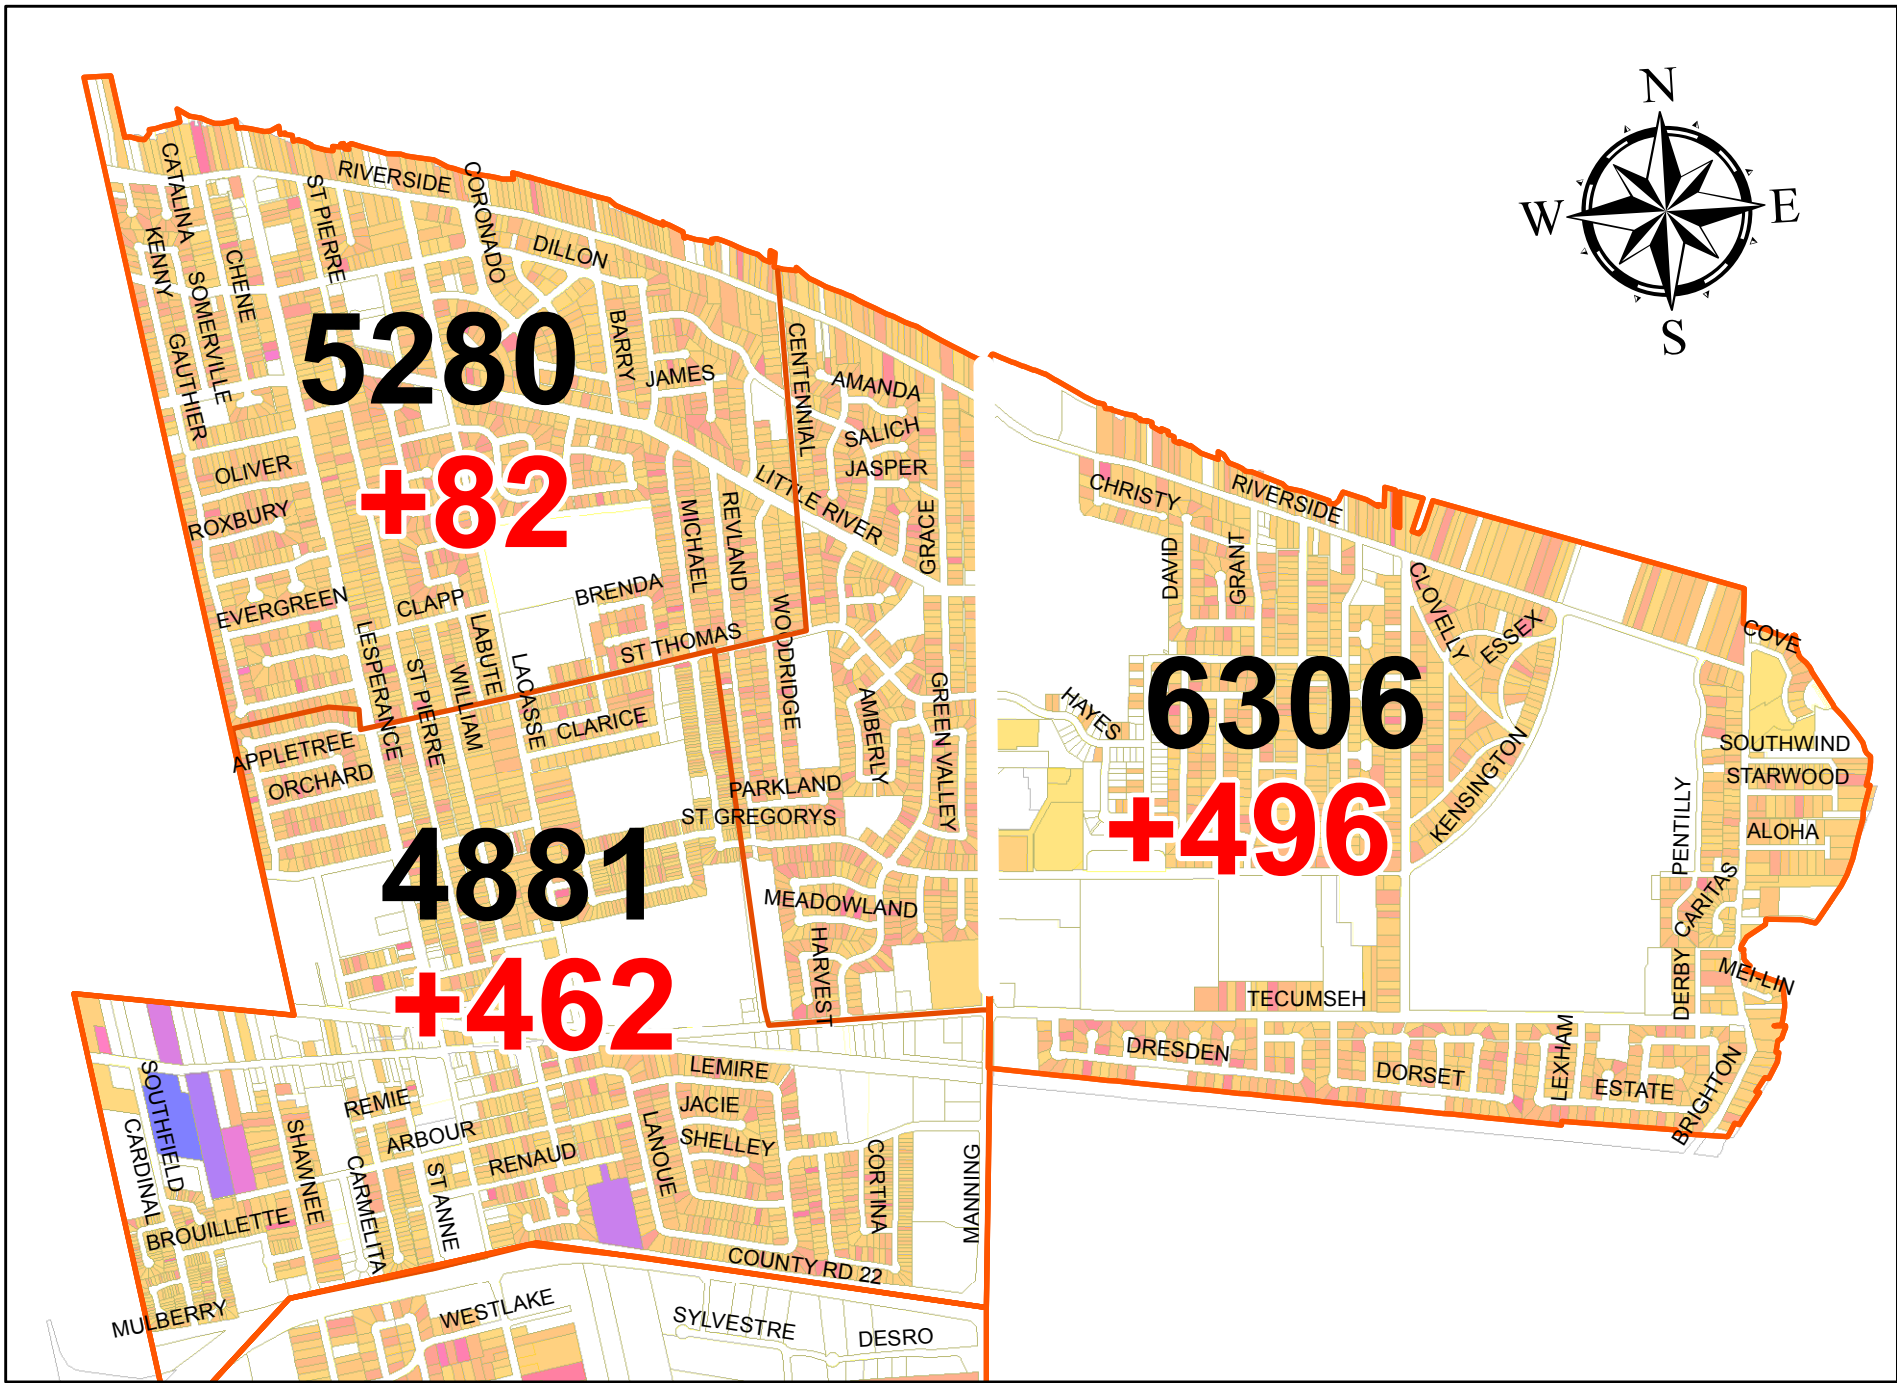 N
W
E
S
CATALINA
RIVERSIDE
ST PIERRE
CORONADO
KENNY
SOMERVILLE
CHENE
DILLON
GAUTHIER
5280
+82
BARRY
JAMES
CENTENNIAL
AMANDA
SALICH
JASPER
GRACE
OLIVER
ROXBURY
LITTLE RIVER
MICHAEL
REVLAND
EVERGREEN
CLAPP
BRENDA
LABUTE
ST THOMAS
WOODRIDGE
LESPERANCE
ST PIERRE
WILLIAM
LACASSE
CLARICE
AMBERLY
GREEN VALLEY
APPLETREE
ORCHARD
PARKLAND
ST GREGORYS
4881
+462
MEADOWLAND
HARVEST
CHRISTY
RIVERSIDE
DAVID
GRANT
CLOVELLY
ESSEX
COVE
HAYES
6306
+496
KENSINGTON
SOUTHWIND
STARWOOD
PENTILLY
ALOHA
CARITAS
DERBY
MEI-LIN
TECUMSEH
DRESDEN
DORSET
LEXHAM
ESTATE
BRIGHTON
LEMIRE
JACIE
SHELLEY
SOUTHFIELD
CARDINAL
REMIE
ARBOUR
SHAWNEE
CARMELITA
ST ANNE
RENAUD
LANOUE
CORTINA
MANNING
BROUILLETTE
COUNTY RD 22
MULBERRY
WESTLAKE
SYLVESTRE
DESRO